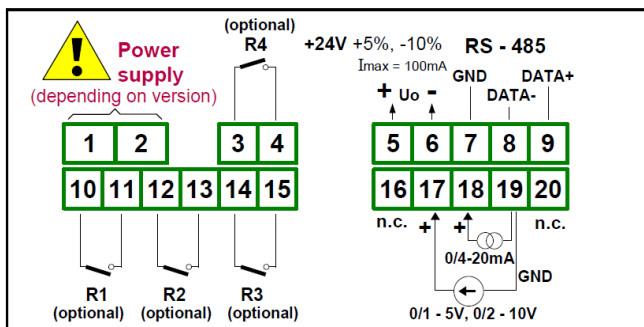 (optional)
R4
+24V +5%, -10%
Imax = 100mA
RS - 485
Power
supply
(depending on version)
+ Uo -
GND
DATA-
DATA+
1 2 3 4 5 6 7 8 9
10 11 12 13 14 15 16 17 18 19 20
n.c. + + n.c.
0/4-20mA
GND
R1
(optional)
R2
(optional)
R3
(optional)
0/1 - 5V, 0/2 - 10V